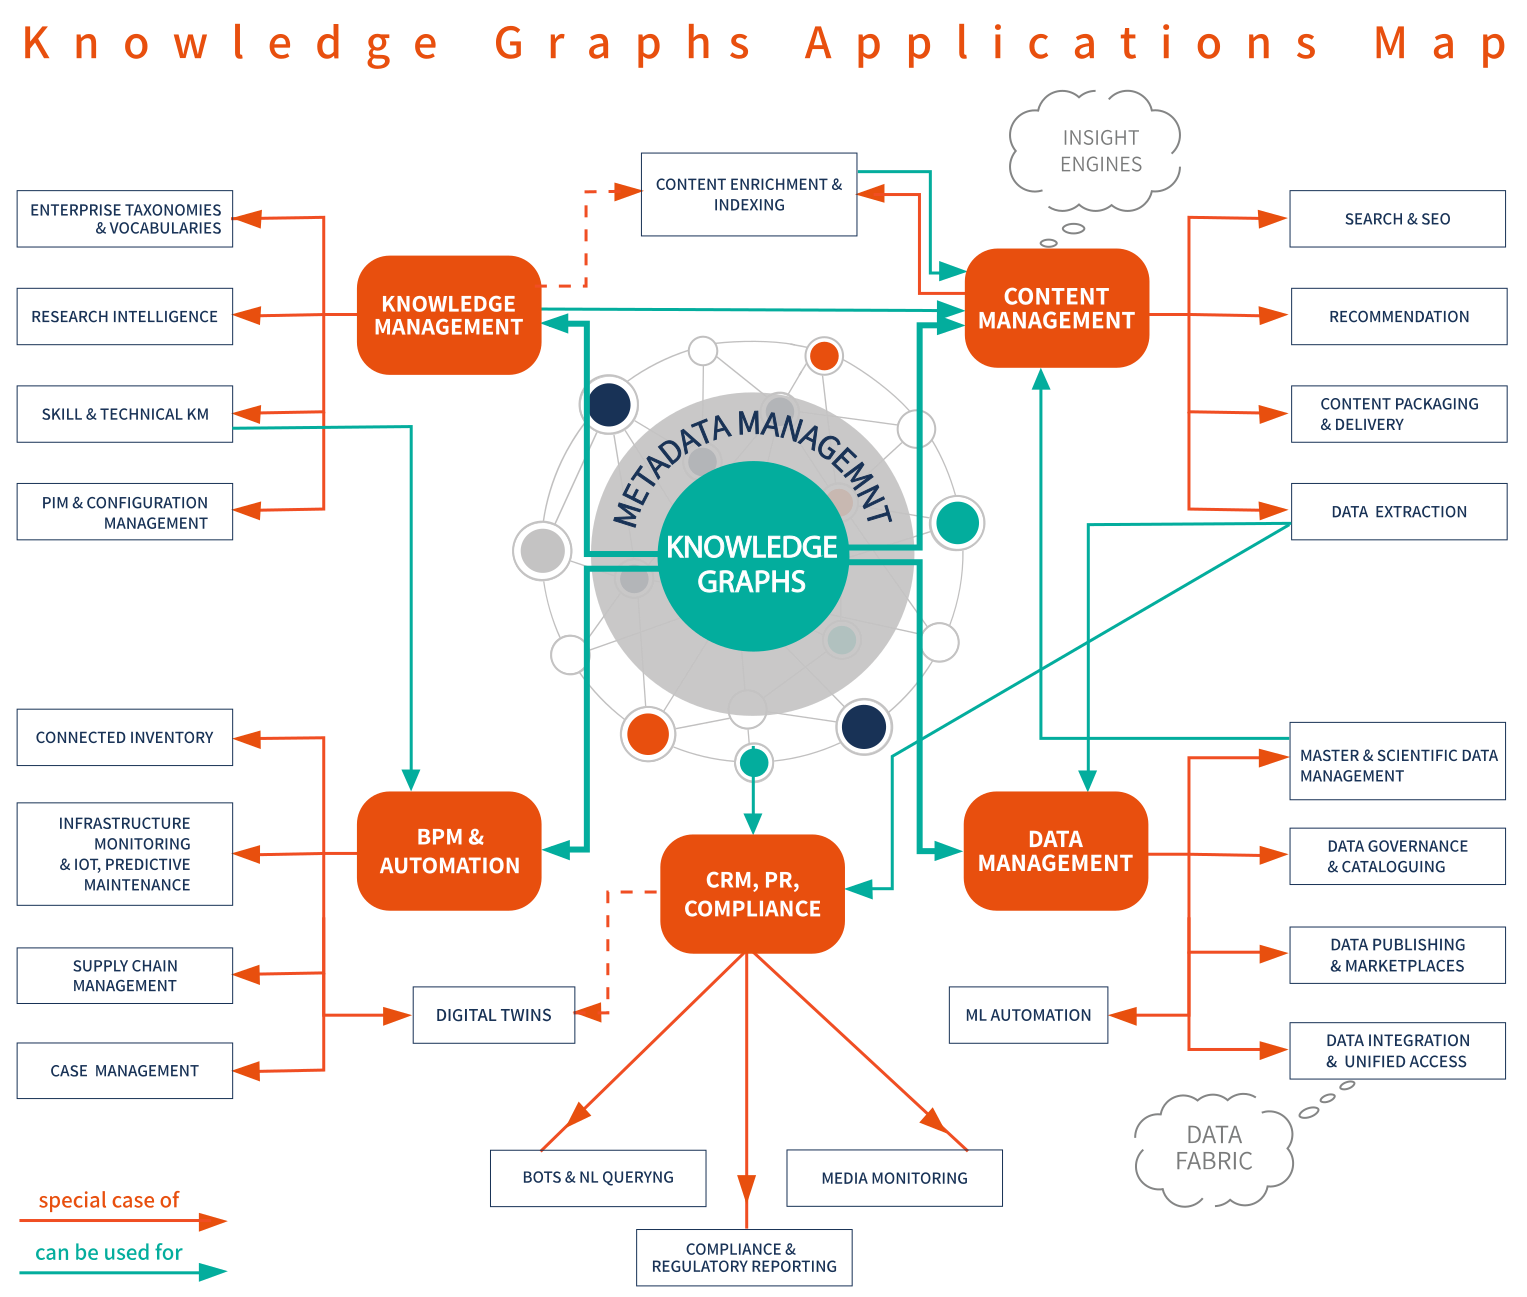 Knowledge Graphs Applications Map
INSIGHT
ENGINES
CONTENT ENRICHMENT &
INDEXING
ENTERPRISE TAXONOMIES
& VOCABULARIES
RESEARCH INTELLIGENCE
SKILL & TECHNICAL KM
PIM & CONFIGURATION
MANAGEMENT
KNOWLEDGE
MANAGEMENT
CONTENT
MANAGEMENT
SEARCH & SEO
RECOMMENDATION
CONTENT PACKAGING
& DELIVERY
DATA EXTRACTION
METADATA MANAGEMNT
KNOWLEDGE
GRAPHS
CONNECTED INVENTORY
INFRASTRUCTURE
MONITORING
& IOT, PREDICTIVE
MAINTENANCE
SUPPLY CHAIN
MANAGEMENT
CASE MANAGEMENT
BPM &
AUTOMATION
DIGITAL TWINS
CRM, PR,
COMPLIANCE
DATA
MANAGEMENT
ML AUTOMATION
MASTER & SCIENTIFIC DATA
MANAGEMENT
DATA GOVERNANCE
& CATALOGUING
DATA PUBLISHING
& MARKETPLACES
DATA INTEGRATION
& UNIFIED ACCESS
DATA
FABRIC
BOTS & NL QUERYNG
MEDIA MONITORING
COMPLIANCE &
REGULATORY REPORTING
special case of
can be used for